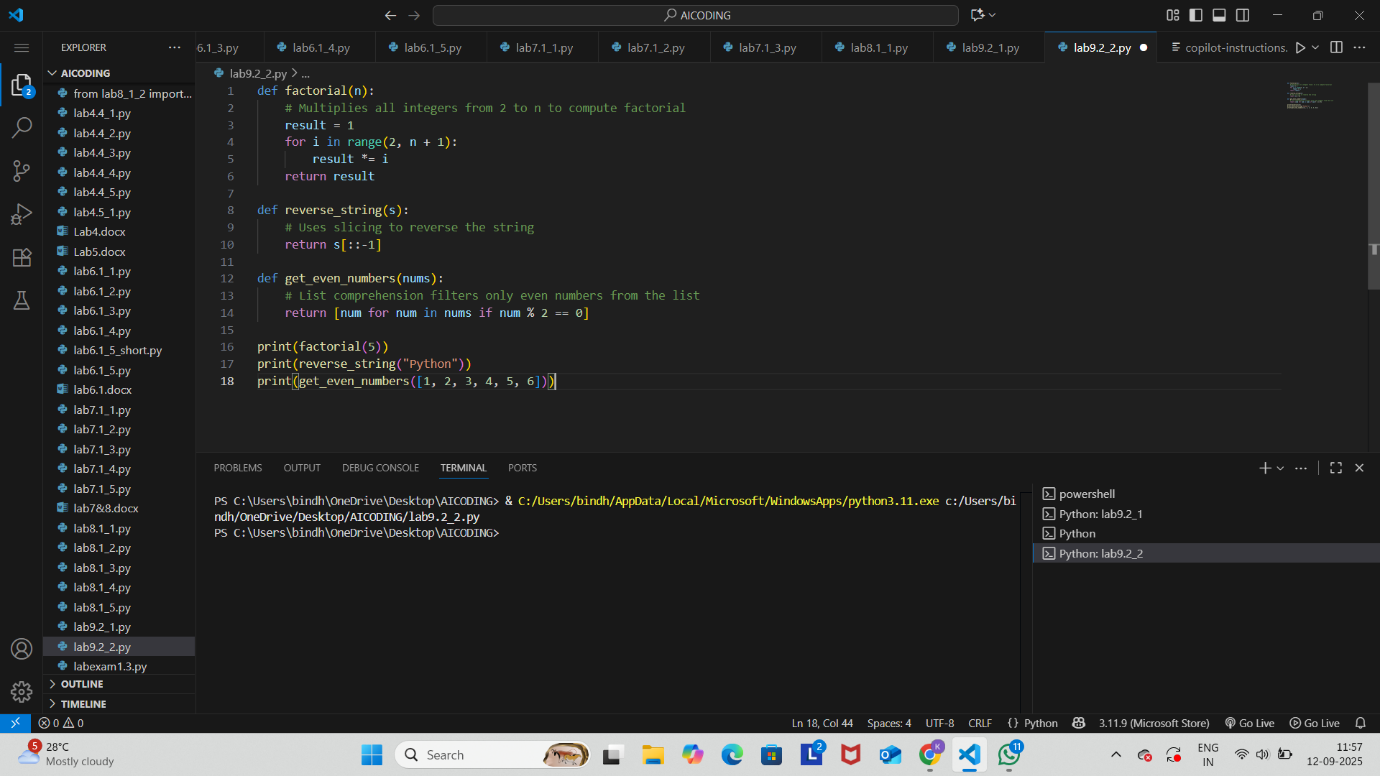 AICODING
EXPLORER
6.1_3.py
lab6.1_4.py
lab6.1_5.py
lab7.1_1.py
lab7.1_2.py
lab7.1_3.py
lab8.1_1.py
lab9.2_1.py
lab9.2_2.py
copilot-instructions.
AICODING
2
from lab8_1_2 import...
lab4.4_1.py
lab4.4_2.py
lab4.4_3.py
lab4.4_4.py
lab4.4_5.py
lab4.5_1.py
Lab4.docx
Lab5.docx
lab6.1_1.py
lab6.1_2.py
lab6.1_3.py
lab6.1_4.py
lab6.1_5_short.py
lab6.1_5.py
lab6.1.docx
lab7.1_1.py
lab7.1_2.py
lab7.1_3.py
lab7.1_4.py
lab7.1_5.py
lab7&8.docx
lab8.1_1.py
lab8.1_2.py
lab8.1_3.py
lab8.1_4.py
lab8.1_5.py
lab9.2_1.py
lab9.2_2.py
labexam1.3.py
OUTLINE
TIMELINE
lab9.2_2.py > ...
1 def factorial(n):
2 # Multiplies all integers from 2 to n to compute factorial
3 result = 1
4 for i in range(2, n + 1):
5 result *= i
6 return result
7
8 def reverse_string(s):
9 # Uses slicing to reverse the string
10 return s[::-1]
11
12 def get_even_numbers(nums):
13 # List comprehension filters only even numbers from the list
14 return [num for num in nums if num % 2 == 0]
15
16 print(factorial(5))
17 print(reverse_string("Python"))
18 print(get_even_numbers([1, 2, 3, 4, 5, 6]))
PROBLEMS OUTPUT DEBUG CONSOLE TERMINAL PORTS
PS C:\Users\bindh\OneDrive\Desktop\AICODING> & C:/Users/bindh/AppData/Local/Microsoft/WindowsApps/python3.11.exe c:/Users/bi
ndh/OneDrive/Desktop/AICODING/lab9.2_2.py
PS C:\Users\bindh\OneDrive\Desktop\AICODING>
powershell
Python: lab9.2_1
Python
Python: lab9.2_2
0 0
Ln 18, Col 44 Spaces: 4 UTF-8 CRLF {} Python 3.11.9 (Microsoft Store) Go Live Go Live
5
28°C
Mostly cloudy
Search
2
K
11
ENG
IN
11:57
12-09-2025